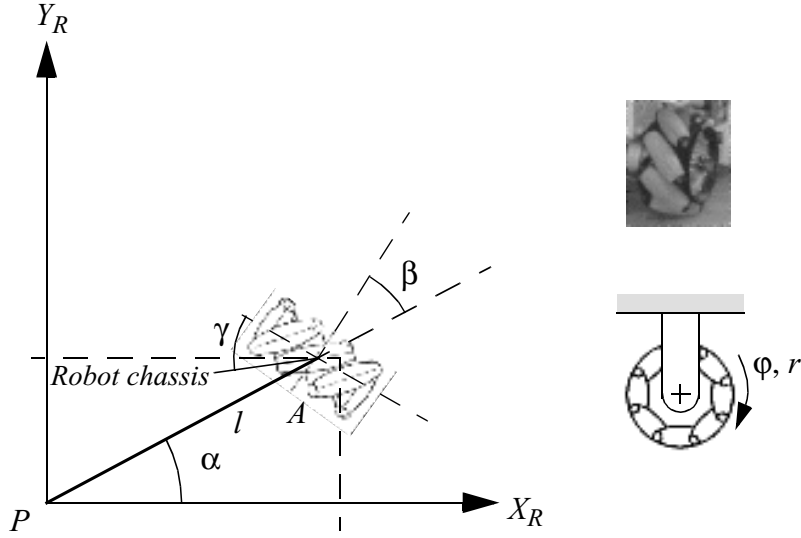 Y_R
β
γ
Robot chassis
φ, r
A
l
α
P
X_R